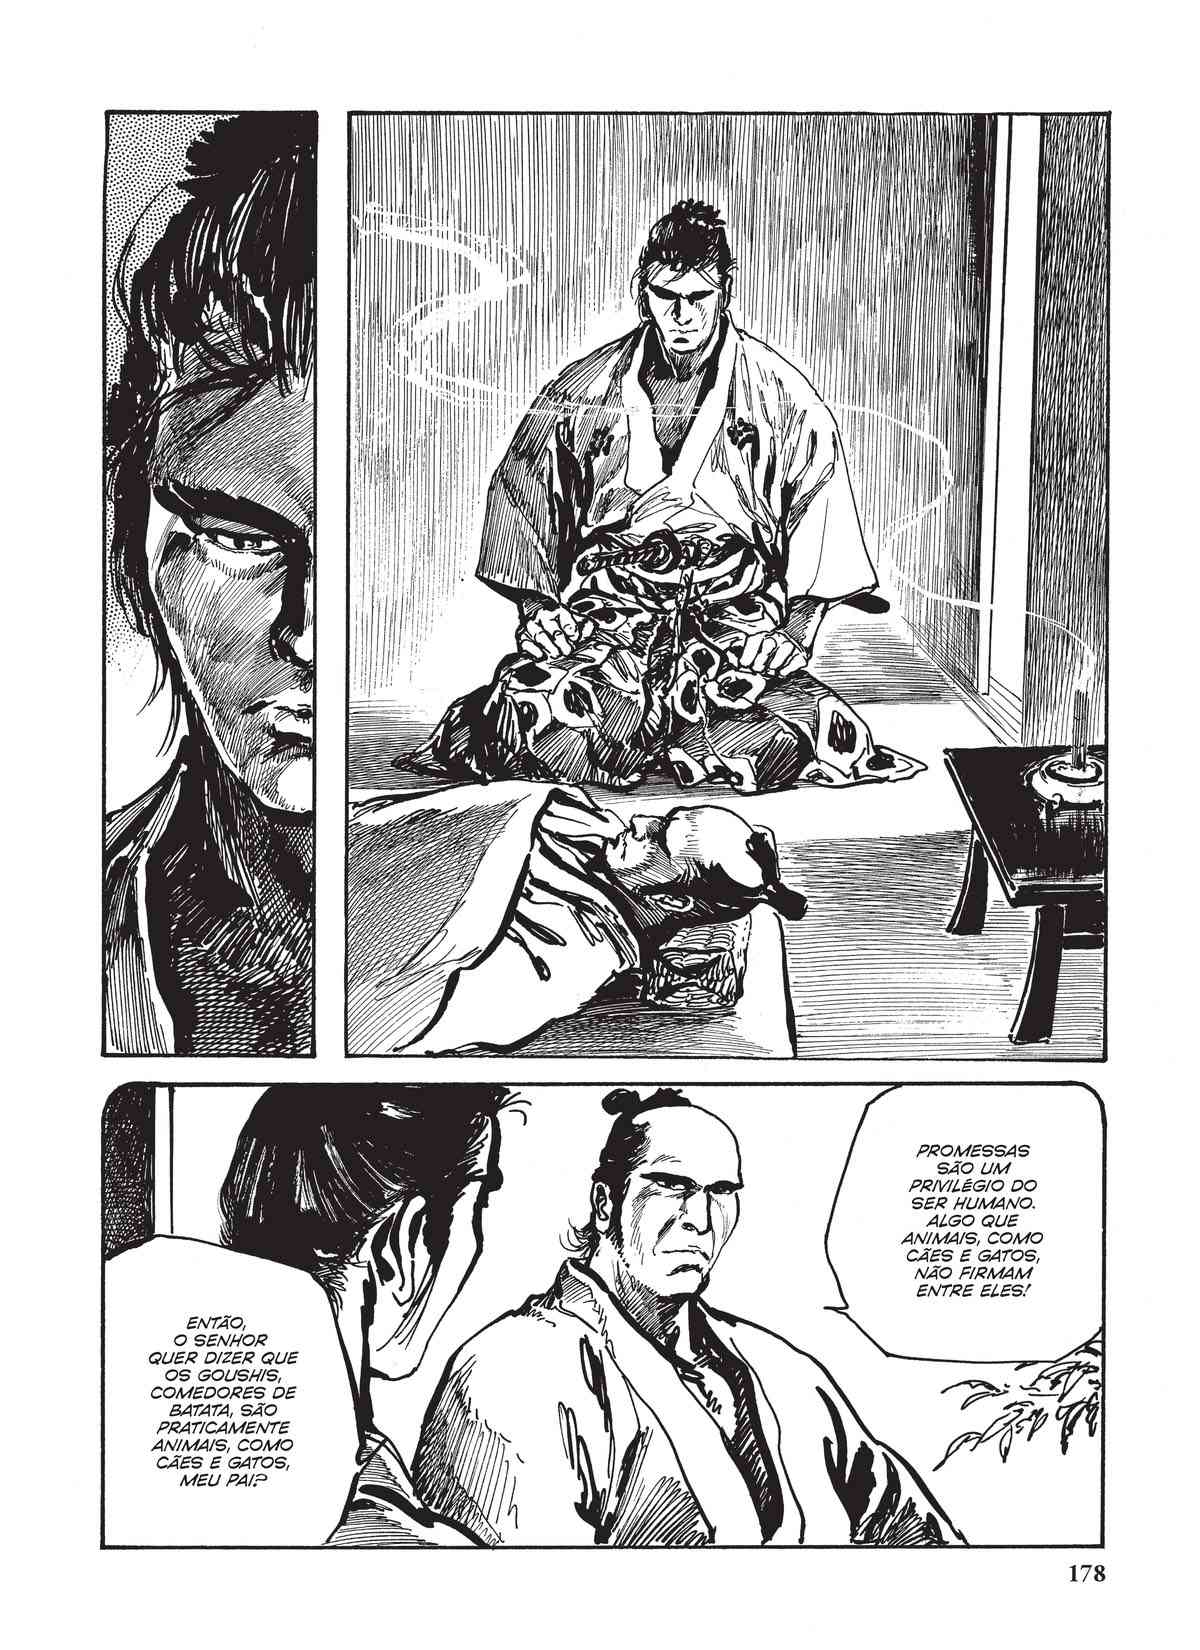 PROMESSAS
SÃO UM
PRIVILÉGIO DO
SER HUMANO.
ALGO QUE
ANIMAIS, COMO
CÃES E GATOS,
NÃO FIRMAM
ENTRE ELES!
ENTÃO,
O SENHOR
QUER DIZER QUE
OS GOUSHIS,
COMEDORES DE
BATATA, SÃO
PRATICAMENTE
ANIMAIS, COMO
CÃES E GATOS,
MEU PAI?
178